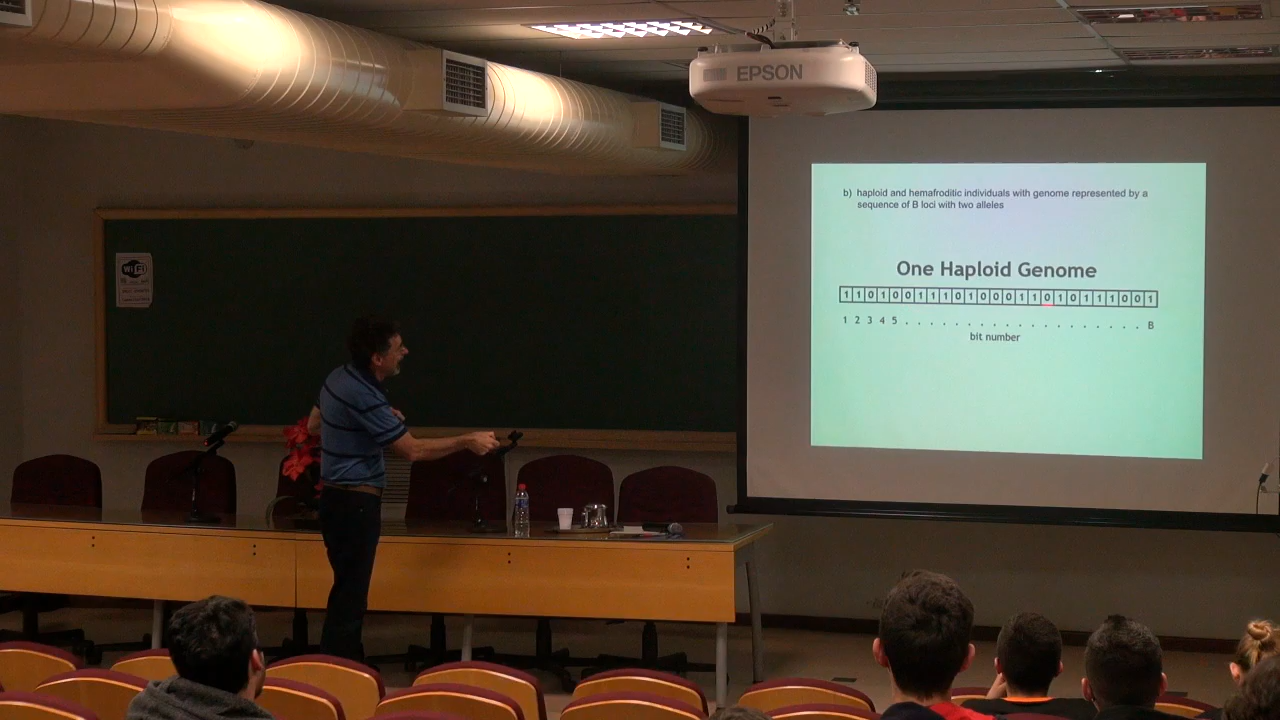 EPSON
b) haploid and hemafroditic individuals with genome represented by a
sequence of B loci with two alleles
One Haploid Genome
1 1 0 1 0 0 1 1 1 0 1 0 0 0 1 1 0 1 0 1 1 1 0 0 1
1 2 3 4 5 . . . . . . . . . . . . . . . . . . . . B
bit number
Wi Fi